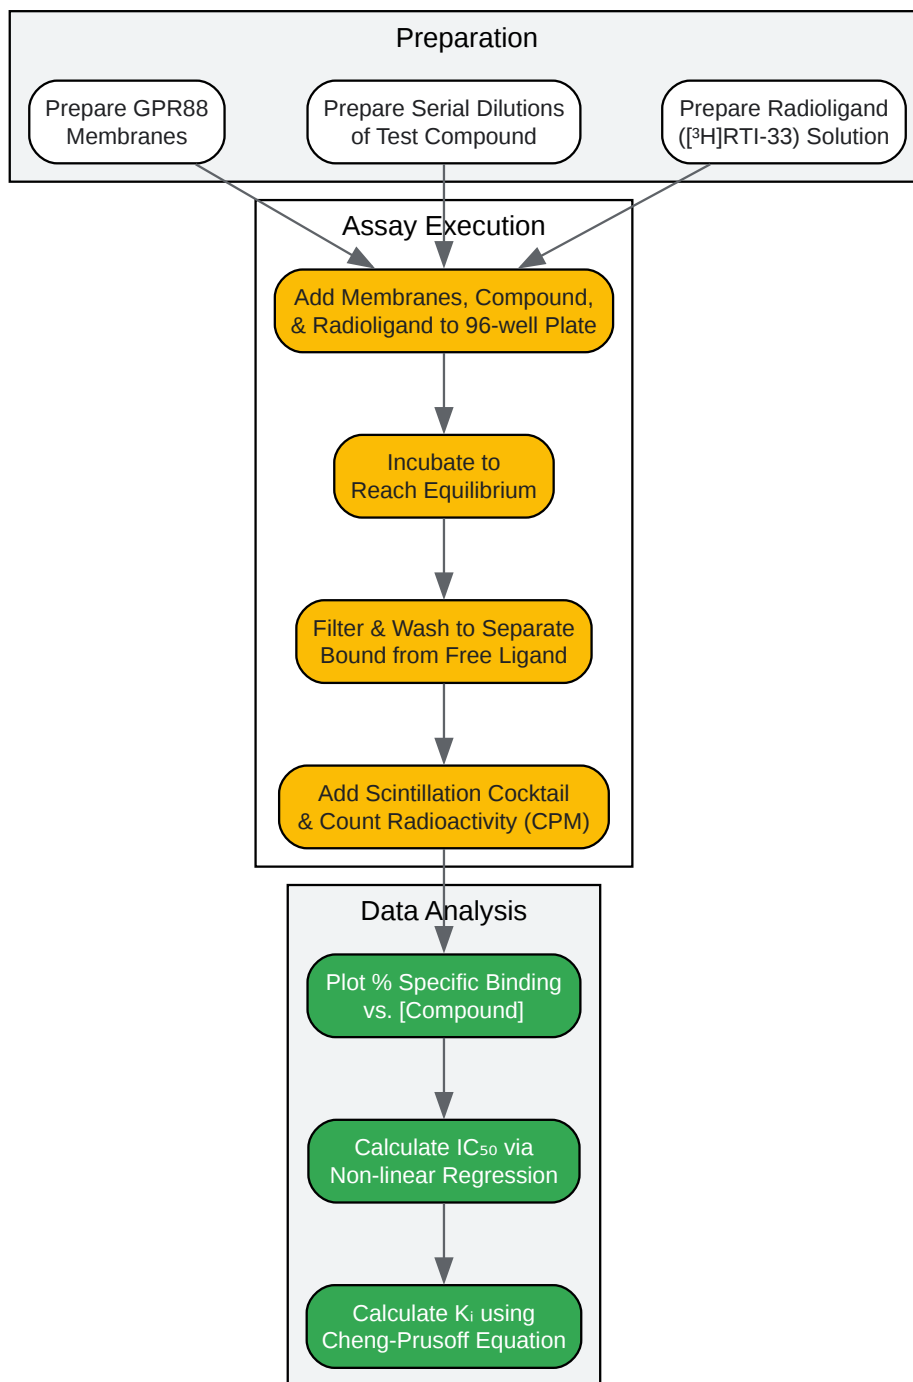 Preparation
Prepare GPR88
Membranes
Prepare Serial Dilutions
of Test Compound
Prepare Radioligand
([³H]RTI-33) Solution
Assay Execution
Add Membranes, Compound,
& Radioligand to 96-well Plate
Incubate to
Reach Equilibrium
Filter & Wash to Separate
Bound from Free Ligand
Add Scintillation Cocktail
& Count Radioactivity (CPM)
Data Analysis
Plot % Specific Binding
vs. [Compound]
Calculate IC₅₀ via
Non-linear Regression
Calculate Kᵢ using
Cheng-Prusoff Equation